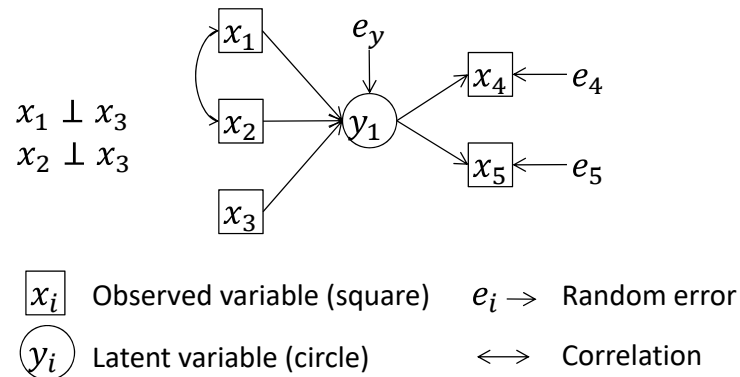 x₁
e_y
x₂
y₁
x₄
e₄
x₁ ⊥ x₃
x₂ ⊥ x₃
x₃
x₅
e₅
x_i Observed variable (square)
e_i → Random error
y_i Latent variable (circle)
↔ Correlation